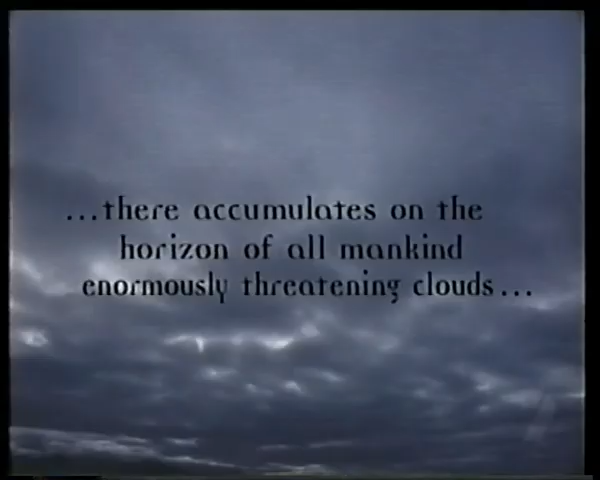 ...there accumulates on the
horizon of all mankind
enormously threatening clouds...